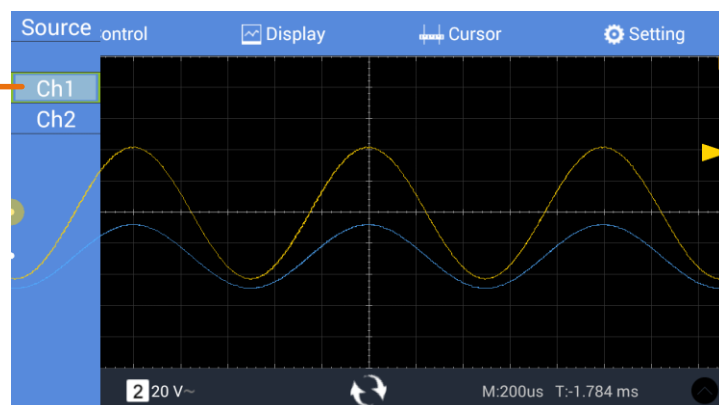 Source ontrol Display Cursor Setting
Ch1
Ch2
2 20 V~ M:200us T:-1.784 ms